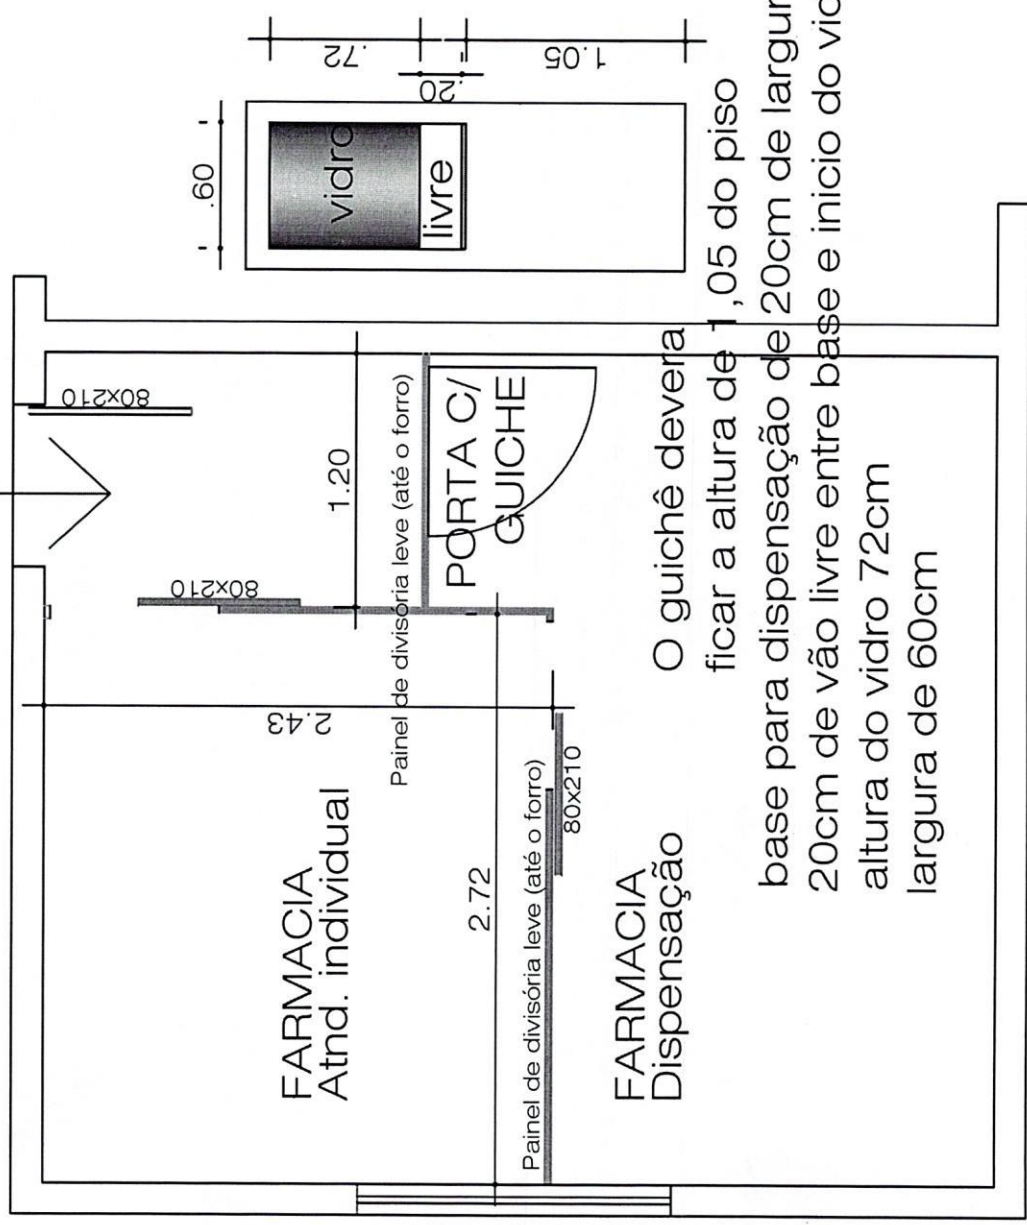 .72
.20
1.05
.60
vidro
livre
80x210
1.20
Painel de divisória leve (até o forro)
PORTA C/
GUICHE
80x210
2.43
FARMACIA
Atnd. individual
2.72
Painel de divisória leve (até o forro)
80x210
FARMACIA
Dispensação
O guichê devera
ficar a altura de 1,05 do piso
base para dispensação de 20cm de largur
20cm de vão livre entre base e inicio do vid
altura do vidro 72cm
largura de 60cm